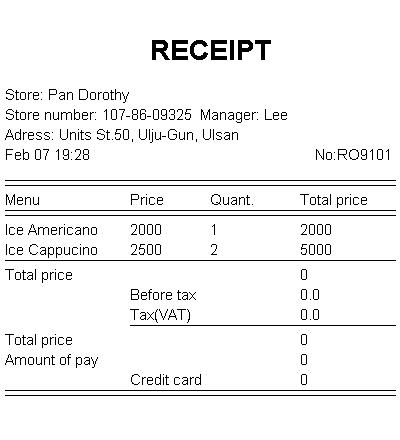 RECEIPT
Store: Pan Dorothy
Store number: 107-86-09325 Manager: Lee
Adress: Units St.50, Ulju-Gun, Ulsan
Feb 07 19:28 No:RO9101
Menu Price Quant. Total price
Ice Americano 2000 1 2000
Ice Cappucino 2500 2 5000
Total price 0
Before tax 0.0
Tax(VAT) 0.0
Total price 0
Amount of pay 0
Credit card 0